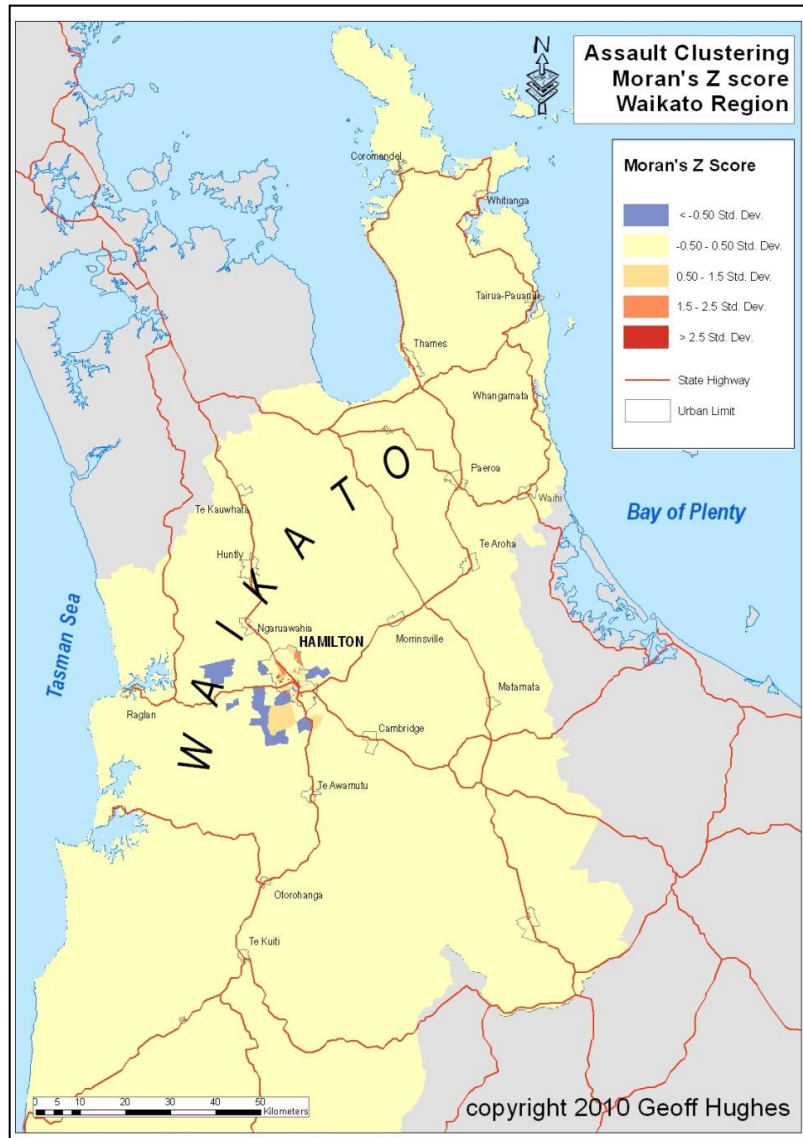 Assault Clustering
Moran's Z score
Waikato Region
N
Moran's Z Score
< -0.50 Std. Dev.
-0.50 - 0.50 Std. Dev.
0.50 - 1.5 Std. Dev.
1.5 - 2.5 Std. Dev.
> 2.5 Std. Dev.
State Highway
Urban Limit
Coromandel
Whitianga
Tairua-Pauanui
Thames
Whangamata
Paeroa
Waihi
Te Kauwhata
Bay of Plenty
Te Aroha
Huntly
WAIKATO
Tasman Sea
Ngaruawahia
HAMILTON
Morrinsville
Raglan
Matamata
Cambridge
Te Awamutu
Otorohanga
Te Kuiti
0 5 10 20 30 40 50
Kilometers
copyright 2010 Geoff Hughes